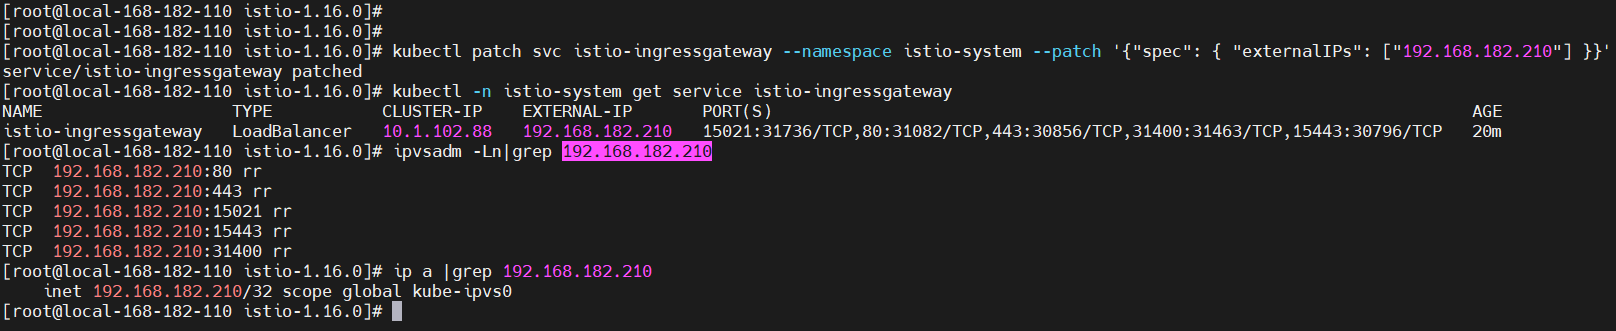 [root@local-168-182-110 istio-1.16.0]#
[root@local-168-182-110 istio-1.16.0]#
[root@local-168-182-110 istio-1.16.0]# kubectl patch svc istio-ingressgateway --namespace istio-system --patch '{"spec": { "externalIPs": ["192.168.182.210"] }}'
service/istio-ingressgateway patched
[root@local-168-182-110 istio-1.16.0]# kubectl -n istio-system get service istio-ingressgateway
NAME                   TYPE           CLUSTER-IP    EXTERNAL-IP       PORT(S)                                                                      AGE
istio-ingressgateway   LoadBalancer   10.1.102.88   192.168.182.210   15021:31736/TCP,80:31082/TCP,443:30856/TCP,31400:31463/TCP,15443:30796/TCP   20m
[root@local-168-182-110 istio-1.16.0]# ipvsadm -Ln|grep 192.168.182.210
TCP  192.168.182.210:80 rr
TCP  192.168.182.210:443 rr
TCP  192.168.182.210:15021 rr
TCP  192.168.182.210:15443 rr
TCP  192.168.182.210:31400 rr
[root@local-168-182-110 istio-1.16.0]# ip a |grep 192.168.182.210
    inet 192.168.182.210/32 scope global kube-ipvs0
[root@local-168-182-110 istio-1.16.0]#